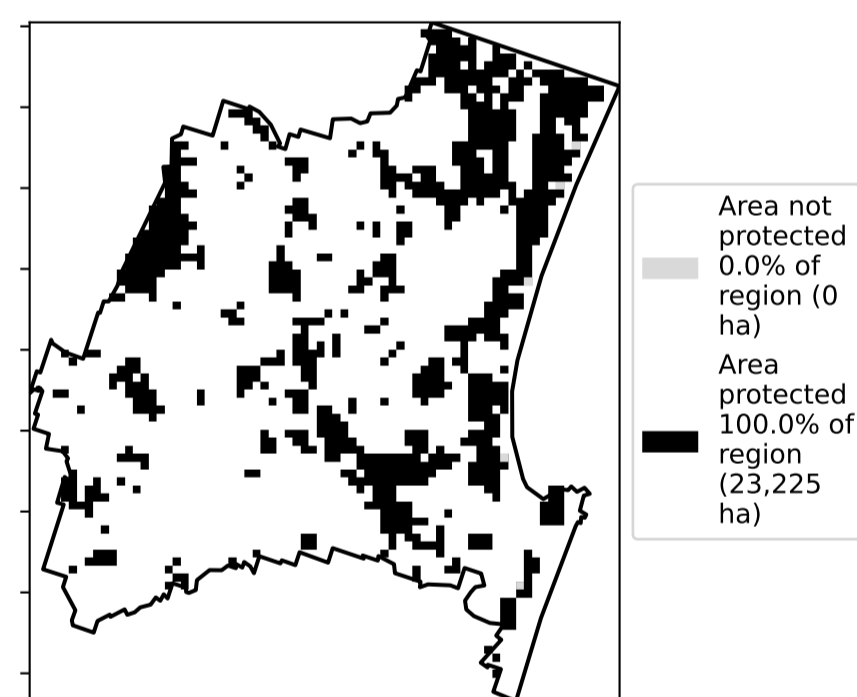 Area not
protected
0.0% of
region (0
ha)
Area
protected
100.0% of
region
(23,225
ha)